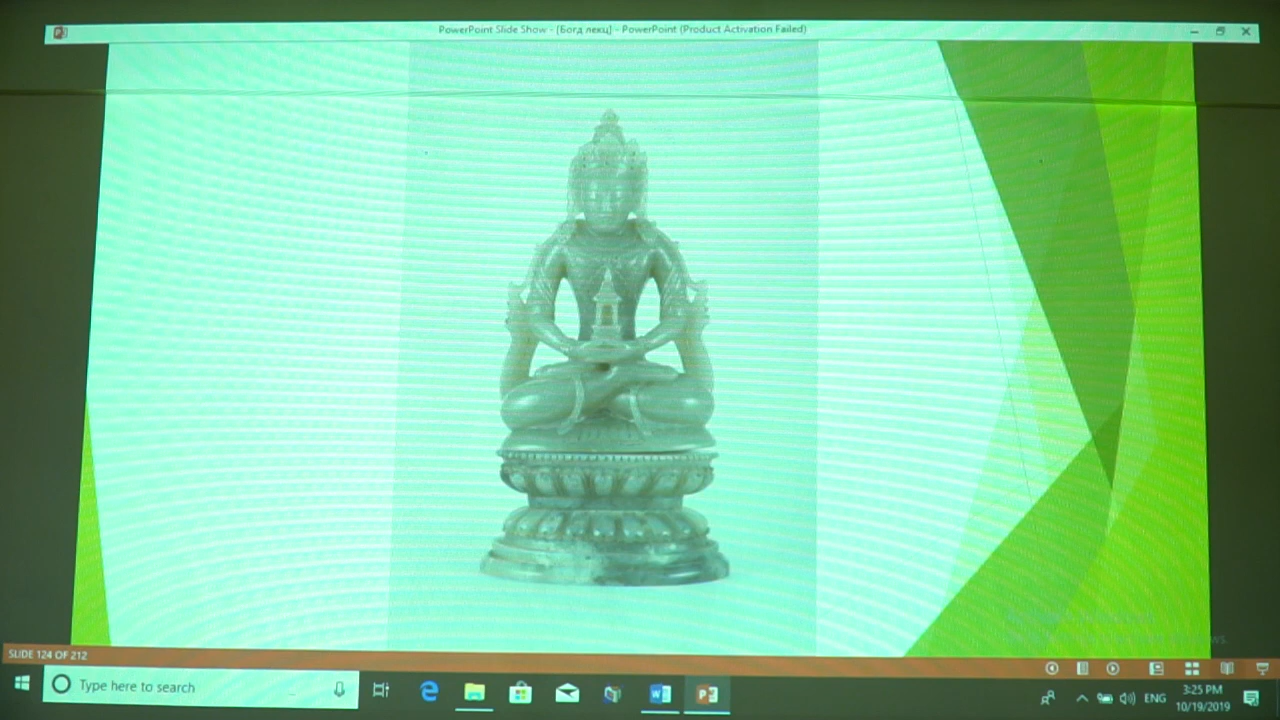 PowerPoint Slide Show - [Богд лекц] - PowerPoint (Product Activation Failed)
SLIDE 124 OF 212
Type here to search
ENG
3:25 PM
10/19/2019